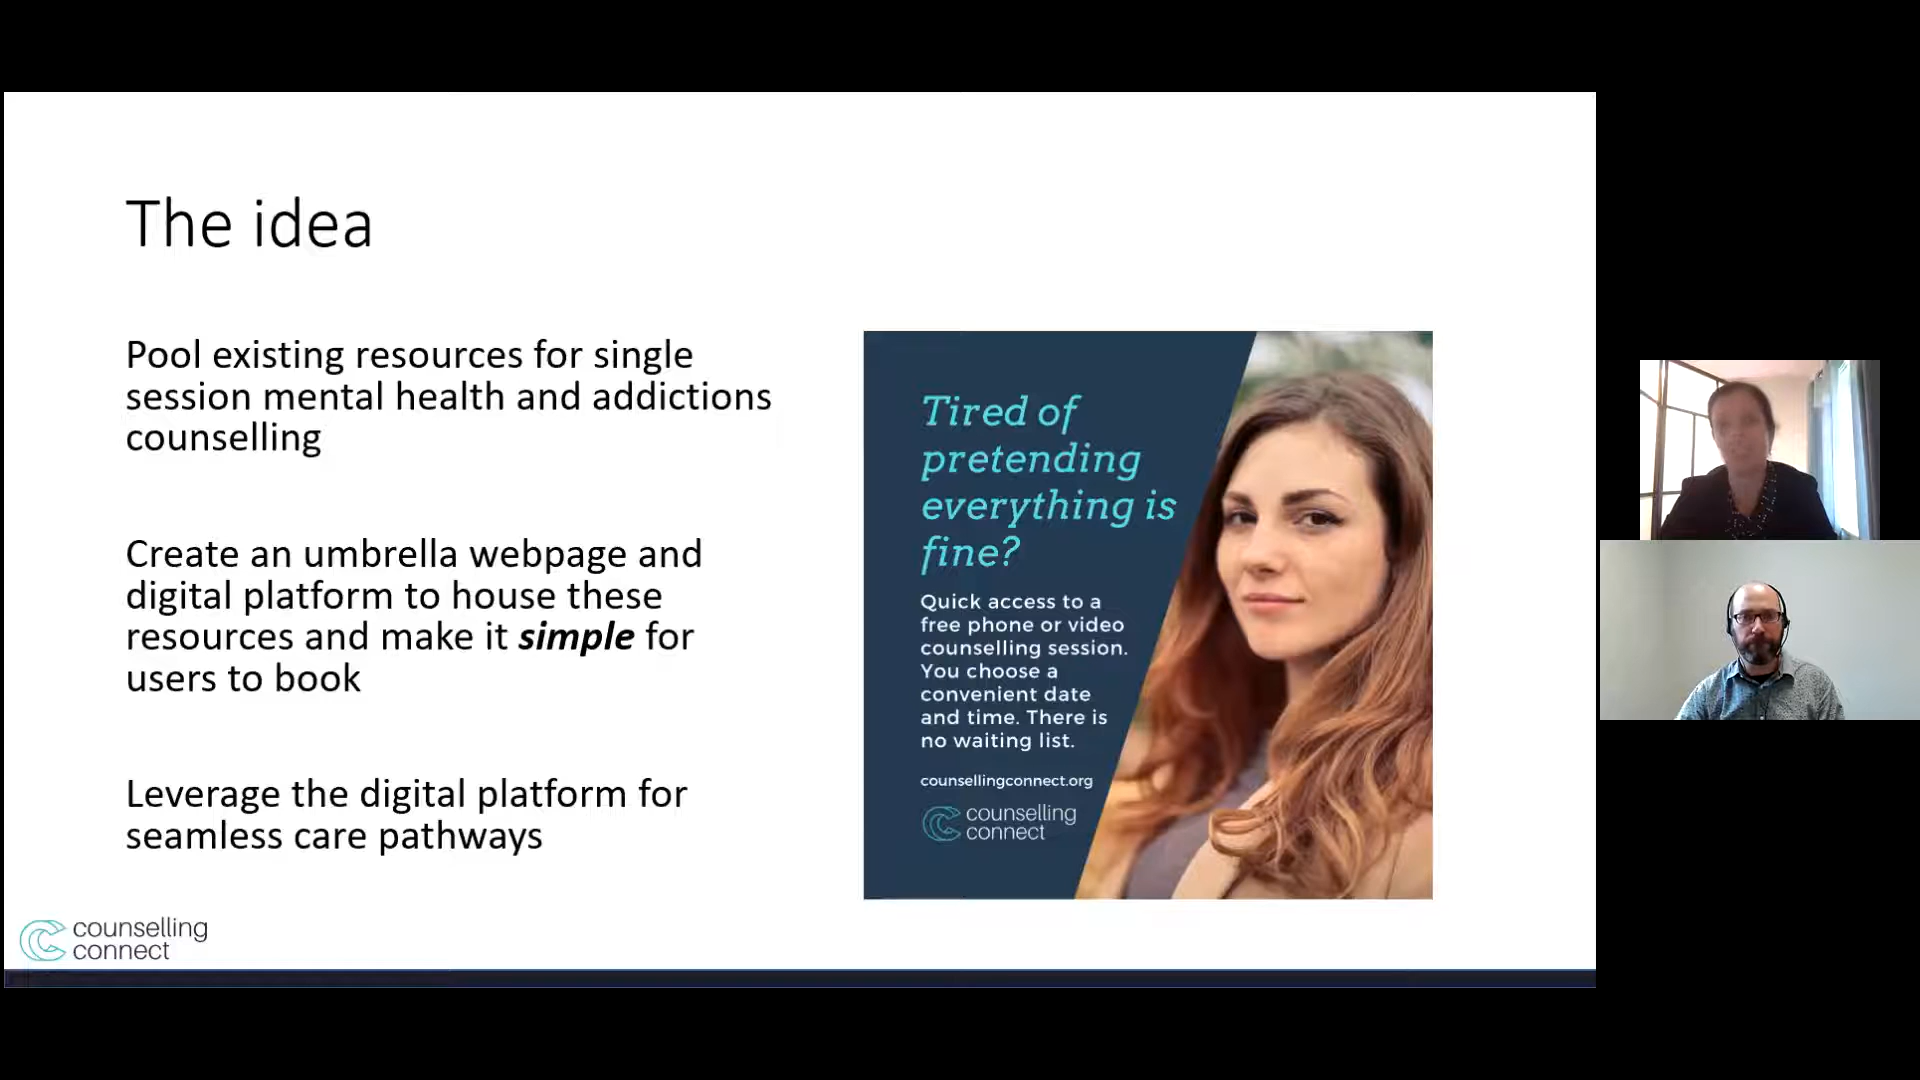 The idea
Pool existing resources for single
session mental health and addictions
counselling
Create an umbrella webpage and
digital platform to house these
resources and make it simple for
users to book
Leverage the digital platform for
seamless care pathways
Tired of
pretending
everything is
fine?
Quick access to a
free phone or video
counselling session.
You choose a
convenient date
and time. There is
no waiting list.
counsellingconnect.org
counselling
connect
counselling
connect